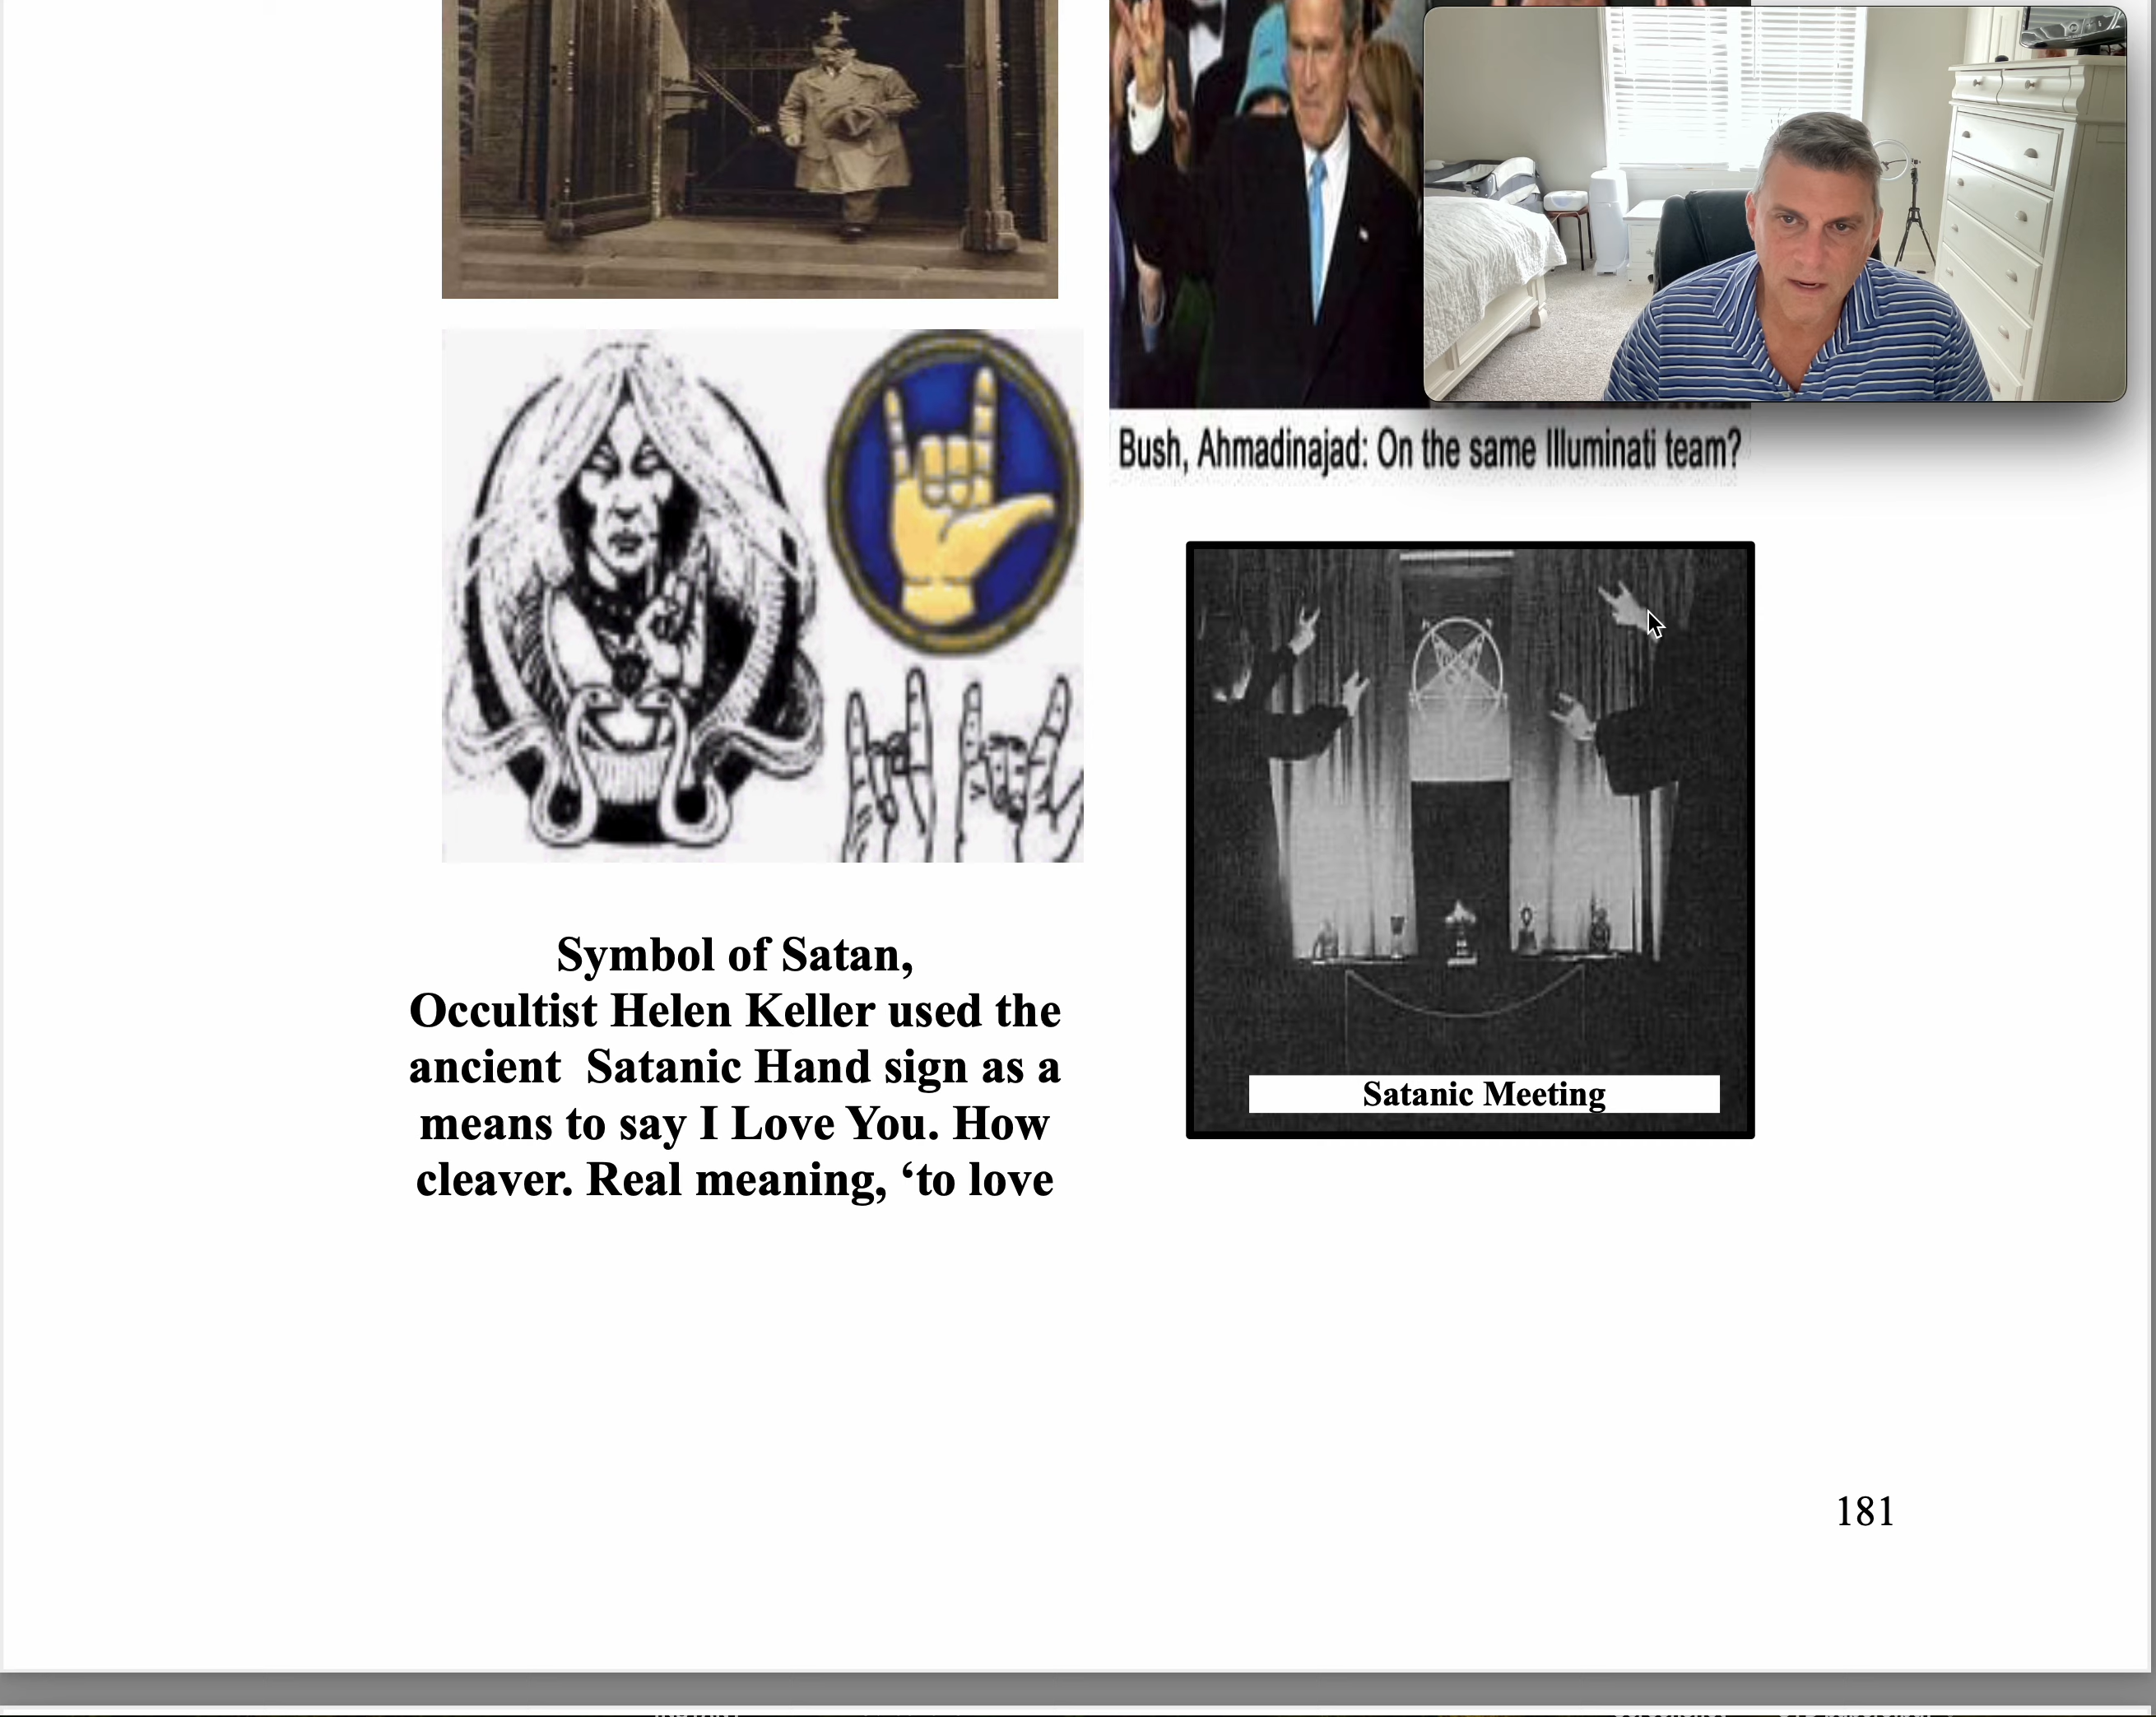 Bush, Ahmadinajad: On the same Illuminati team?
Symbol of Satan,
Occultist Helen Keller used the
ancient Satanic Hand sign as a
means to say I Love You. How
cleaver. Real meaning, ‘to love
Satanic Meeting
181